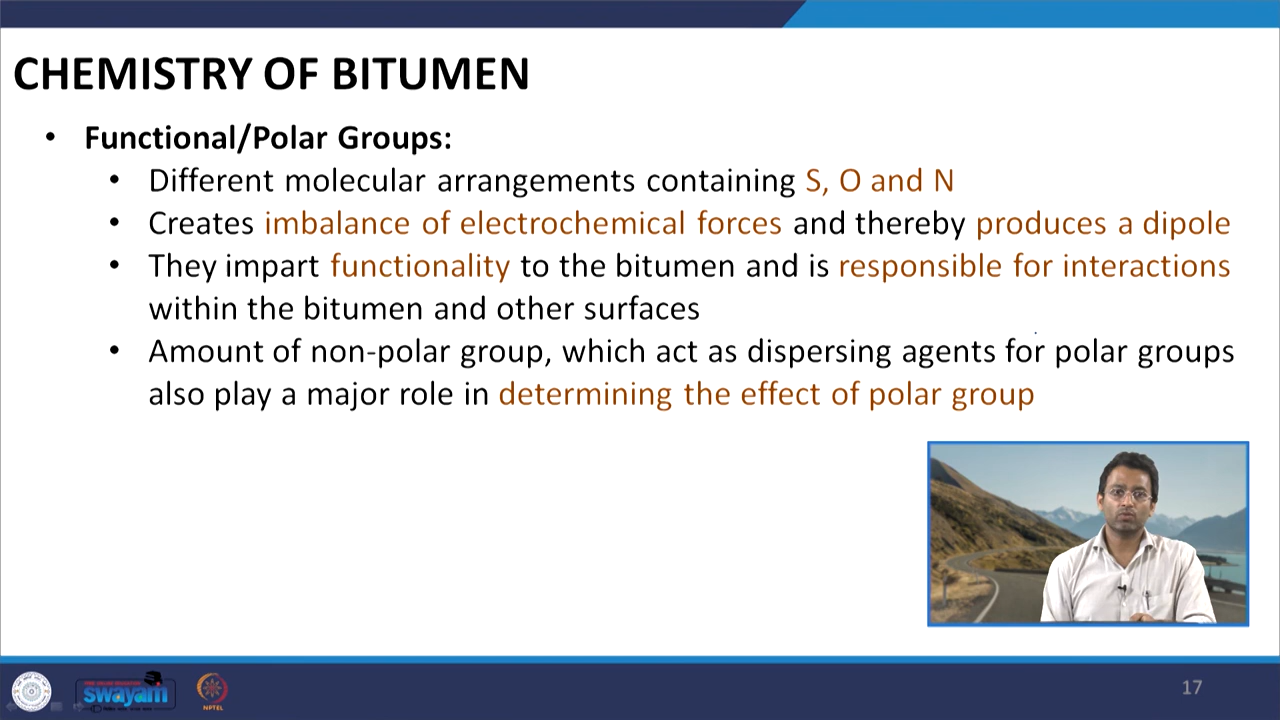 CHEMISTRY OF BITUMEN
• Functional/Polar Groups:
• Different molecular arrangements containing S, O and N
• Creates imbalance of electrochemical forces and thereby produces a dipole
• They impart functionality to the bitumen and is responsible for interactions
within the bitumen and other surfaces
• Amount of non-polar group, which act as dispersing agents for polar groups
also play a major role in determining the effect of polar group
swayam
NPTEL
17